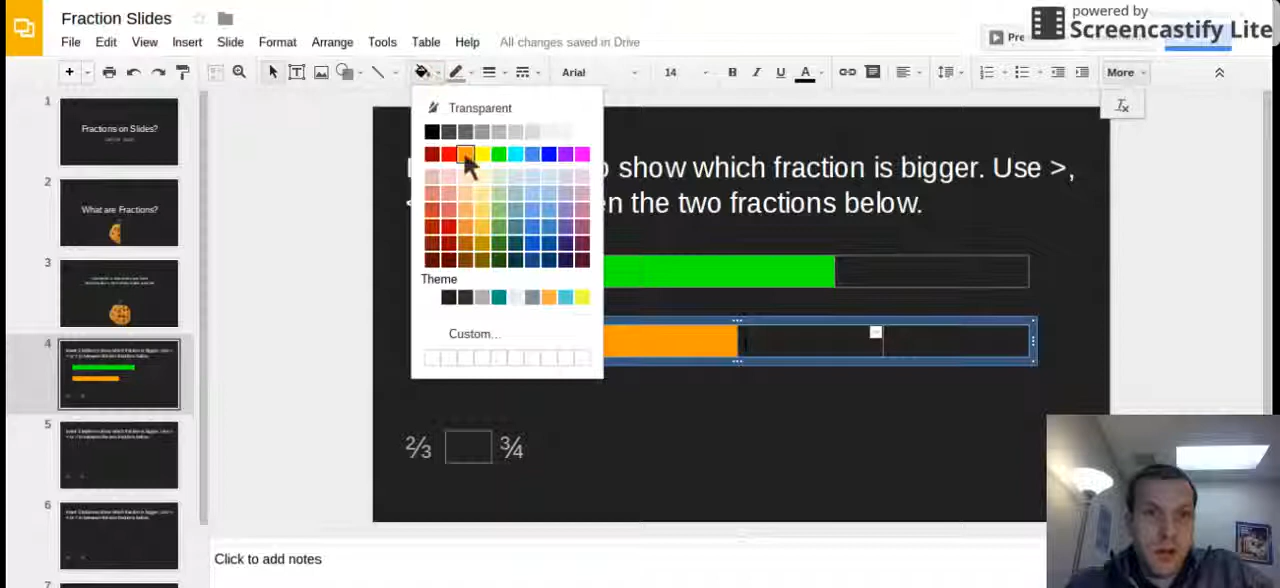 Fraction Slides
powered by
Screencastify Lite
File Edit View Insert Slide Format Arrange Tools Table Help All changes saved in Drive
Pre
Arial 14 B I U A More
Transparent
Theme
Custom...
1
Fractions on Slides?
2
What are Fractions?
3
4
5
6
7
show which fraction is bigger. Use >,
the two fractions below.
⅔ ¾
Click to add notes